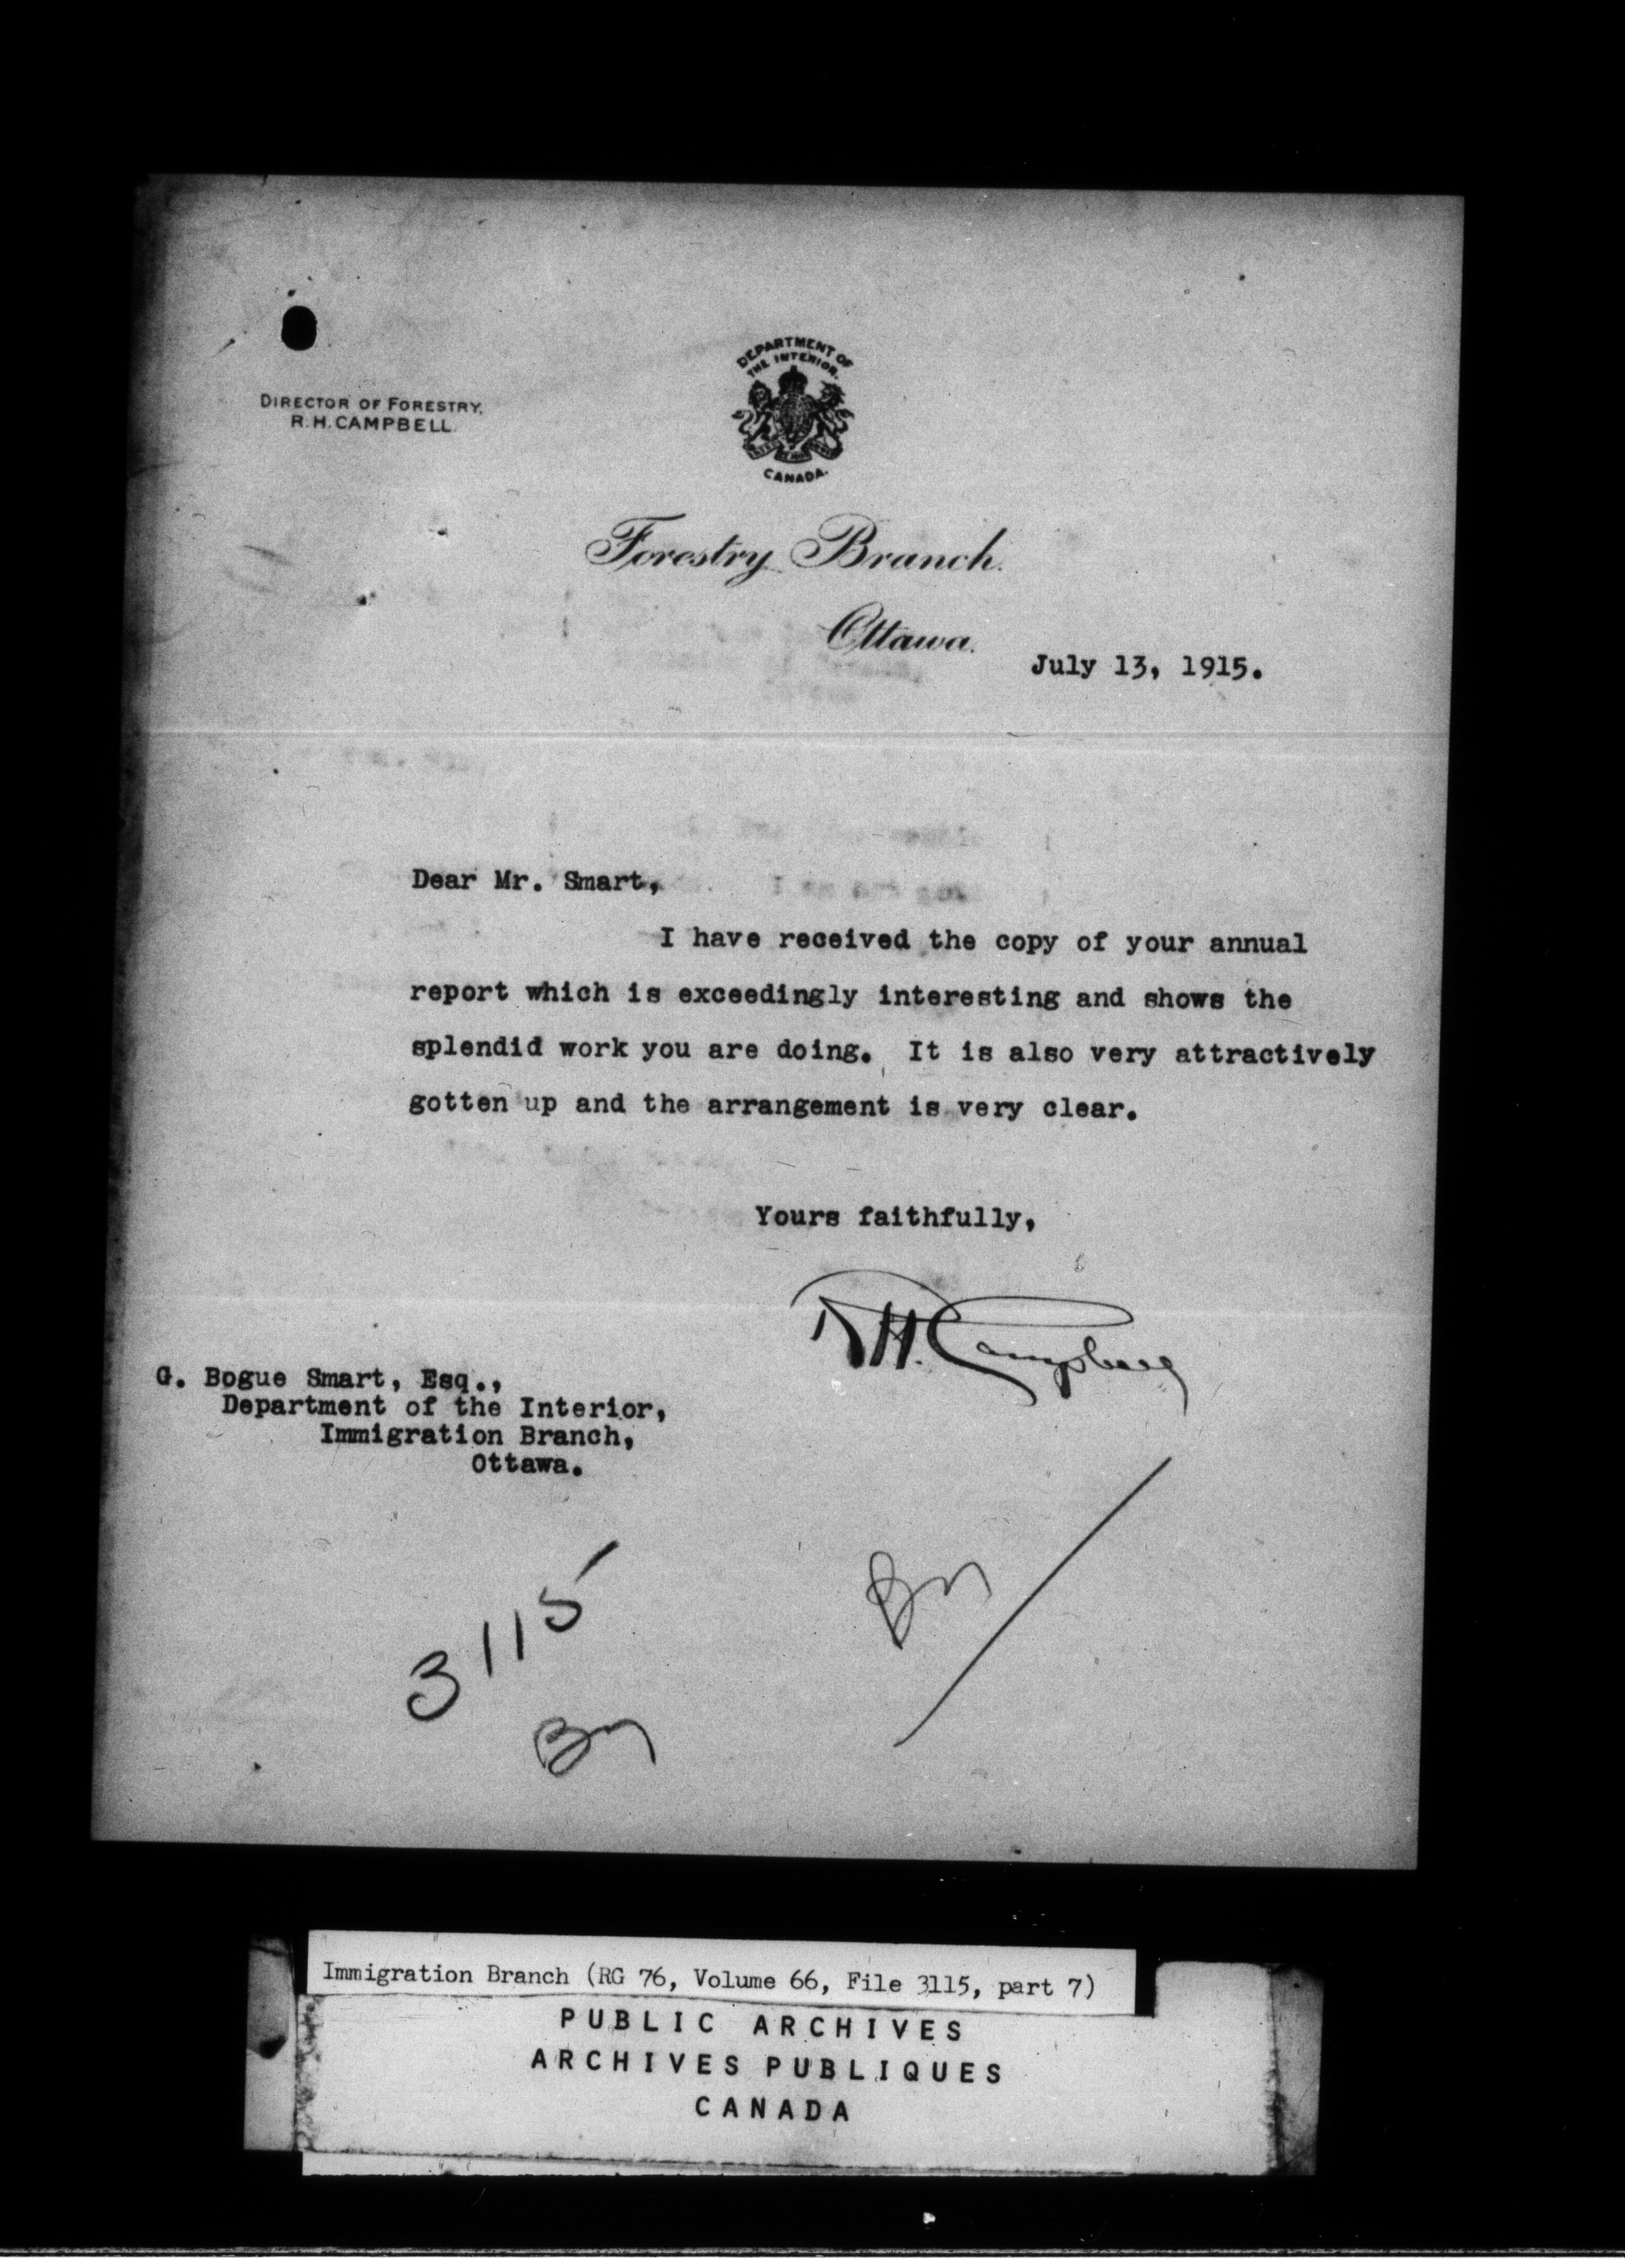 DEPARTMENT OF
THE INTERIOR.
CANADA.
DIRECTOR OF FORESTRY,
R. H. CAMPBELL.
Forestry Branch.
Ottawa.
July 13, 1915.
Dear Mr. Smart,
I have received the copy of your annual
report which is exceedingly interesting and shows the
splendid work you are doing. It is also very attractively
gotten up and the arrangement is very clear.
Yours faithfully,
R.H. Campbell
G. Bogue Smart, Esq.,
Department of the Interior,
Immigration Branch,
Ottawa.
3115
Immigration Branch (RG 76, Volume 66, File 3115, part 7)
PUBLIC ARCHIVES
ARCHIVES PUBLIQUES
CANADA